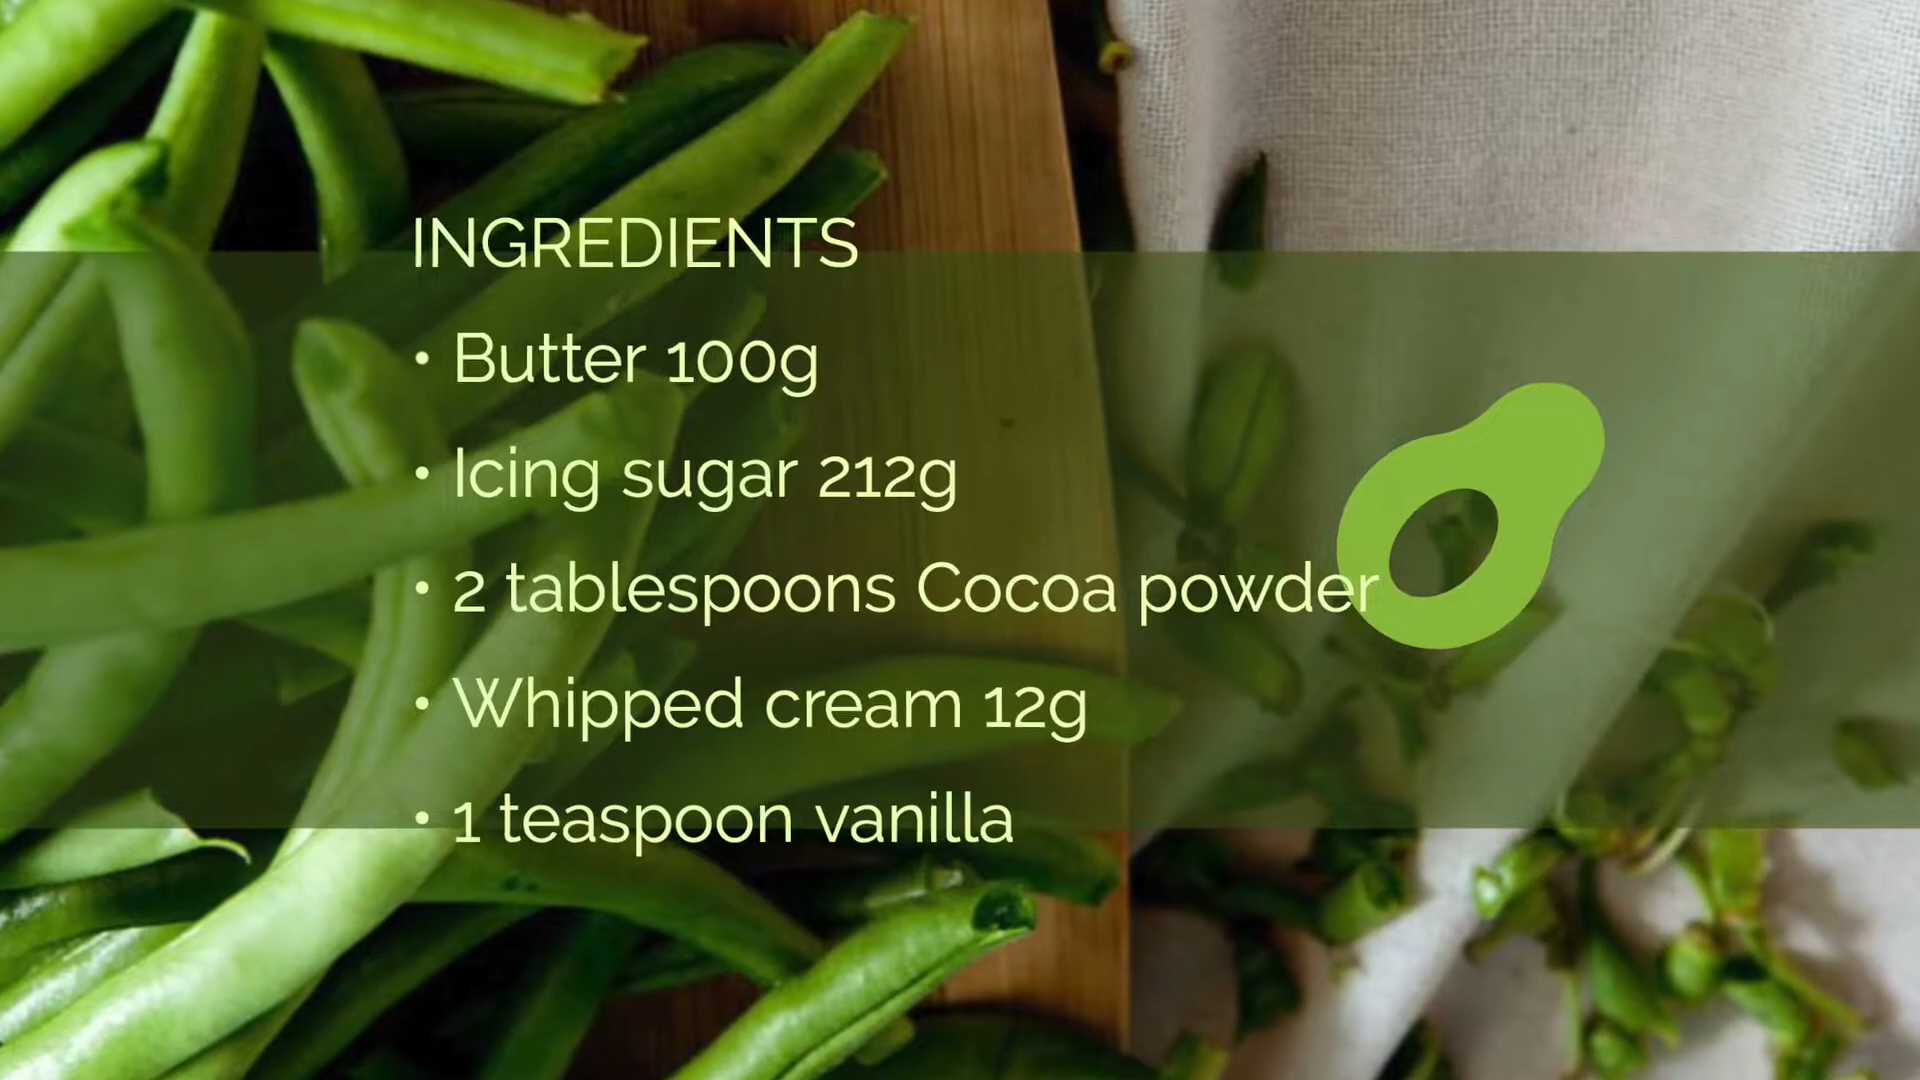 INGREDIENTS
• Butter 100g
• Icing sugar 212g
• 2 tablespoons Cocoa powder
• Whipped cream 12g
• 1 teaspoon vanilla